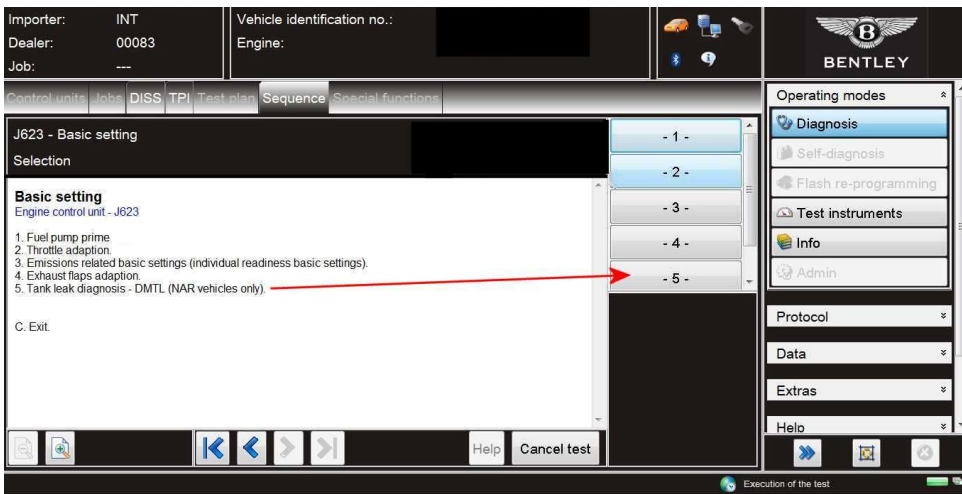 Importer: INT
Dealer: 00083
Job: ---
Vehicle identification no.:
Engine:
B
BENTLEY
Control units Jobs DISS TPI Test plan Sequence Special functions
J623 - Basic setting
Selection
Basic setting
Engine control unit - J623
1. Fuel pump prime
2. Throttle adaption.
3. Emissions related basic settings (individual readiness basic settings).
4. Exhaust flaps adaption.
5. Tank leak diagnosis - DMTL (NAR vehicles only).
C. Exit.
- 1 -
- 2 -
- 3 -
- 4 -
- 5 -
Help
Cancel test
Operating modes
Diagnosis
Self-diagnosis
Flash re-programming
Test instruments
Info
Admin
Protocol
Data
Extras
Help
Execution of the test